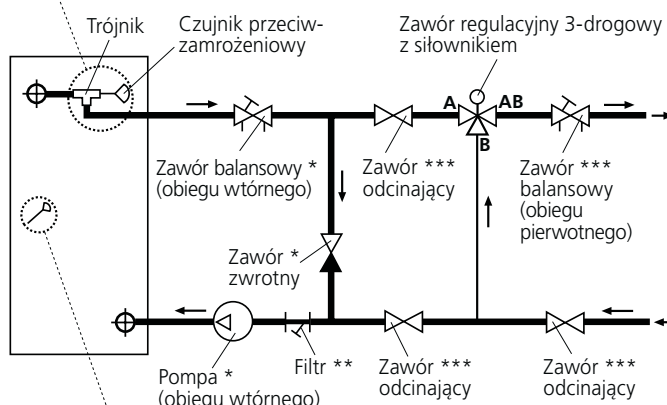 Trójnik
Czujnik przeciw-
zamrożeniowy
Zawór regulacyjny 3-drogowy
z siłownikiem
A
AB
B
Zawór balansowy *
(obiegu wtórnego)
Zawór ***
odcinający
Zawór ***
balansowy
(obiegu
pierwotnego)
Zawór *
zwrotny
Pompa *
(obiegu wtórnego)
Filtr **
Zawór ***
odcinający
Zawór ***
odcinający